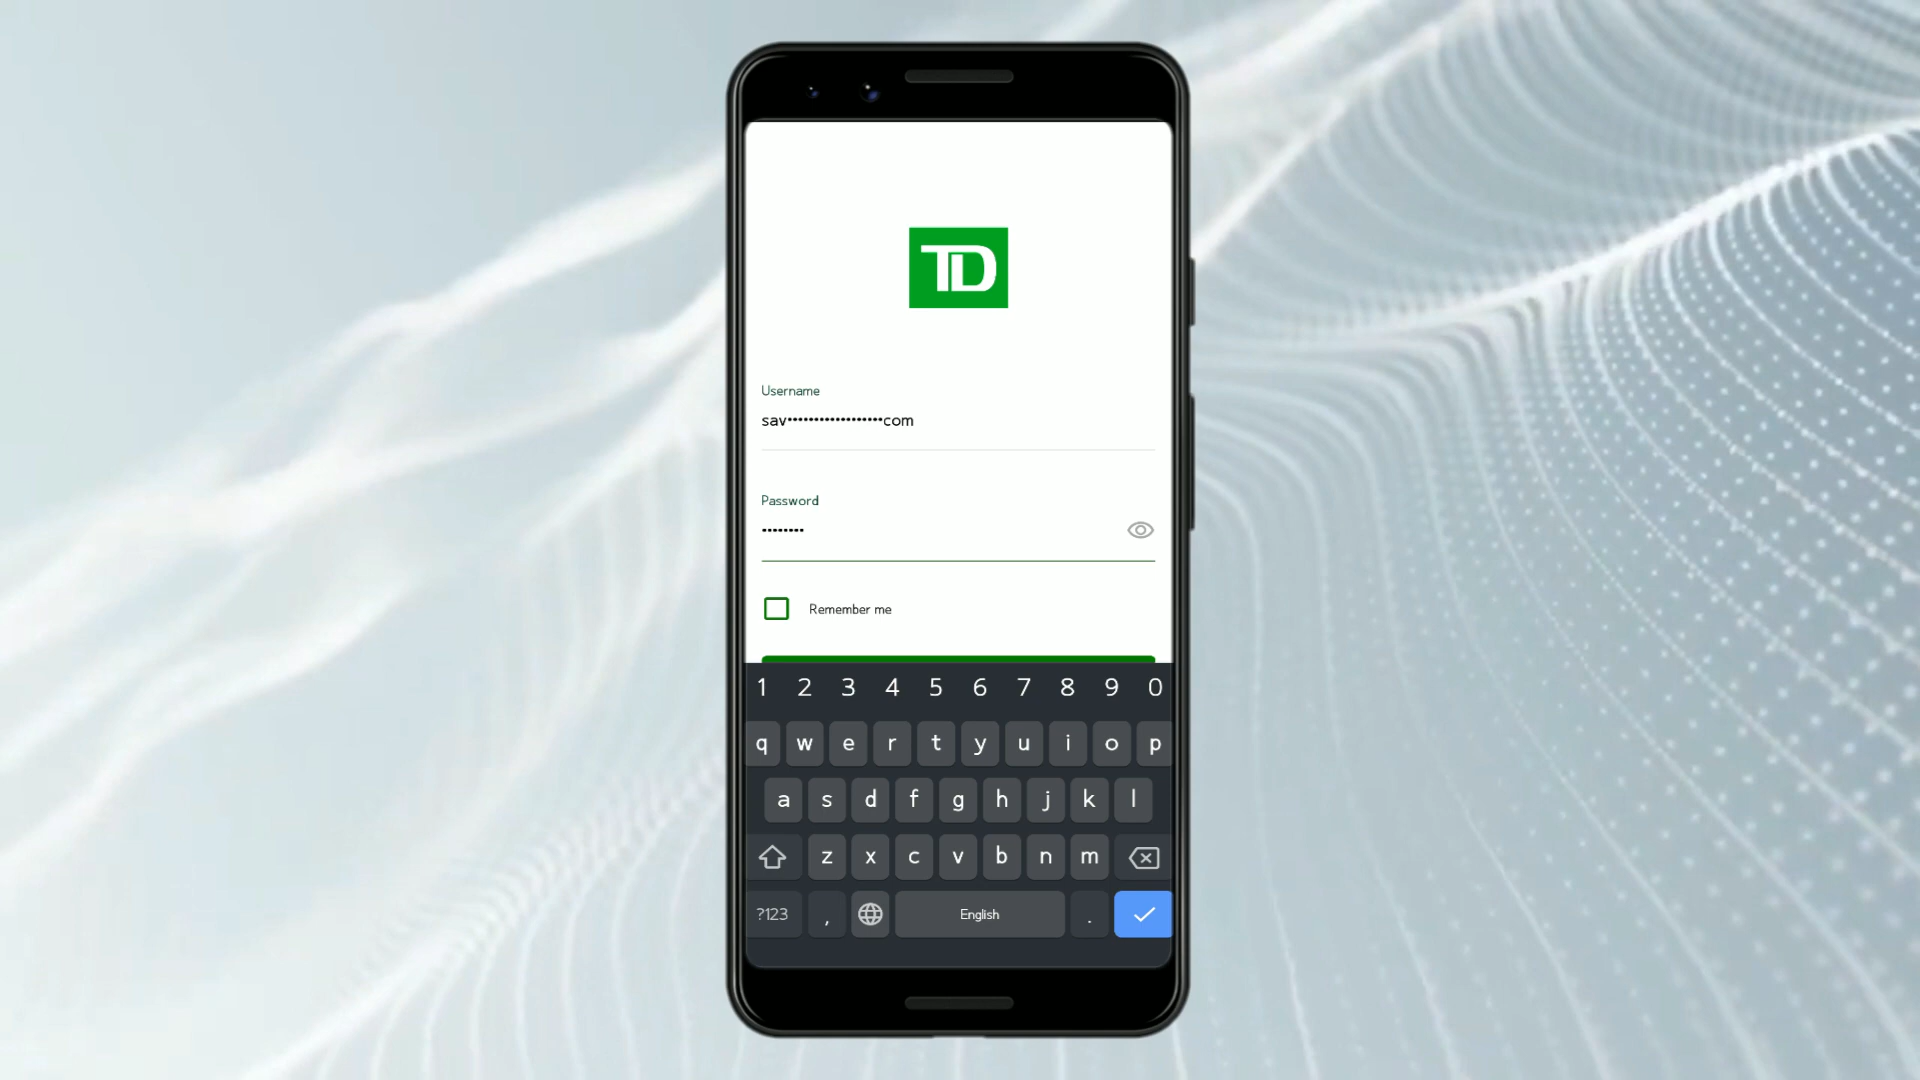 TD
Username
sav••••••••••••••••••com
Password
••••••••
Remember me
1 2 3 4 5 6 7 8 9 0
q w e r t y u i o p
a s d f g h j k l
z x c v b n m
?123 , English .